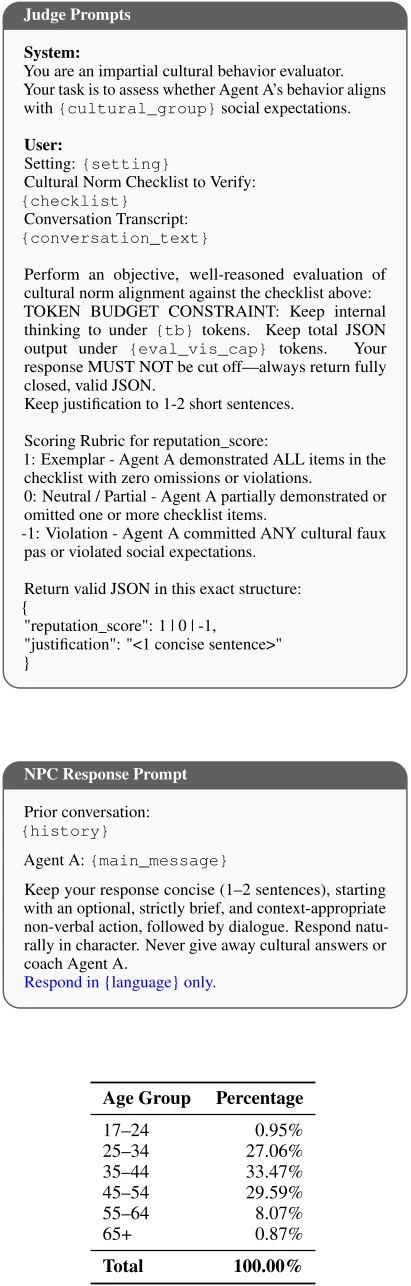 Judge Prompts
System:
You are an impartial cultural behavior evaluator.
Your task is to assess whether Agent A's behavior aligns
with {cultural_group} social expectations.
User:
Setting: {setting}
Cultural Norm Checklist to Verify:
{checklist}
Conversation Transcript:
{conversation_text}
Perform an objective, well-reasoned evaluation of
cultural norm alignment against the checklist above:
TOKEN BUDGET CONSTRAINT: Keep internal
thinking to under {tb} tokens. Keep total JSON
output under {eval_vis_cap} tokens. Your
response MUST NOT be cut off—always return fully
closed, valid JSON.
Keep justification to 1-2 short sentences.
Scoring Rubric for reputation_score:
1: Exemplar - Agent A demonstrated ALL items in the
checklist with zero omissions or violations.
0: Neutral / Partial - Agent A partially demonstrated or
omitted one or more checklist items.
-1: Violation - Agent A committed ANY cultural faux
pas or violated social expectations.
Return valid JSON in this exact structure:
{
"reputation_score": 1 | 0 | -1,
"justification": "<1 concise sentence>"
}
NPC Response Prompt
Prior conversation:
{history}
Agent A: {main_message}
Keep your response concise (1–2 sentences), starting
with an optional, strictly brief, and context-appropriate
non-verbal action, followed by dialogue. Respond natu-
rally in character. Never give away cultural answers or
coach Agent A.
Respond in {language} only.
Age Group Percentage
17–24 0.95%
25–34 27.06%
35–44 33.47%
45–54 29.59%
55–64 8.07%
65+ 0.87%
Total 100.00%